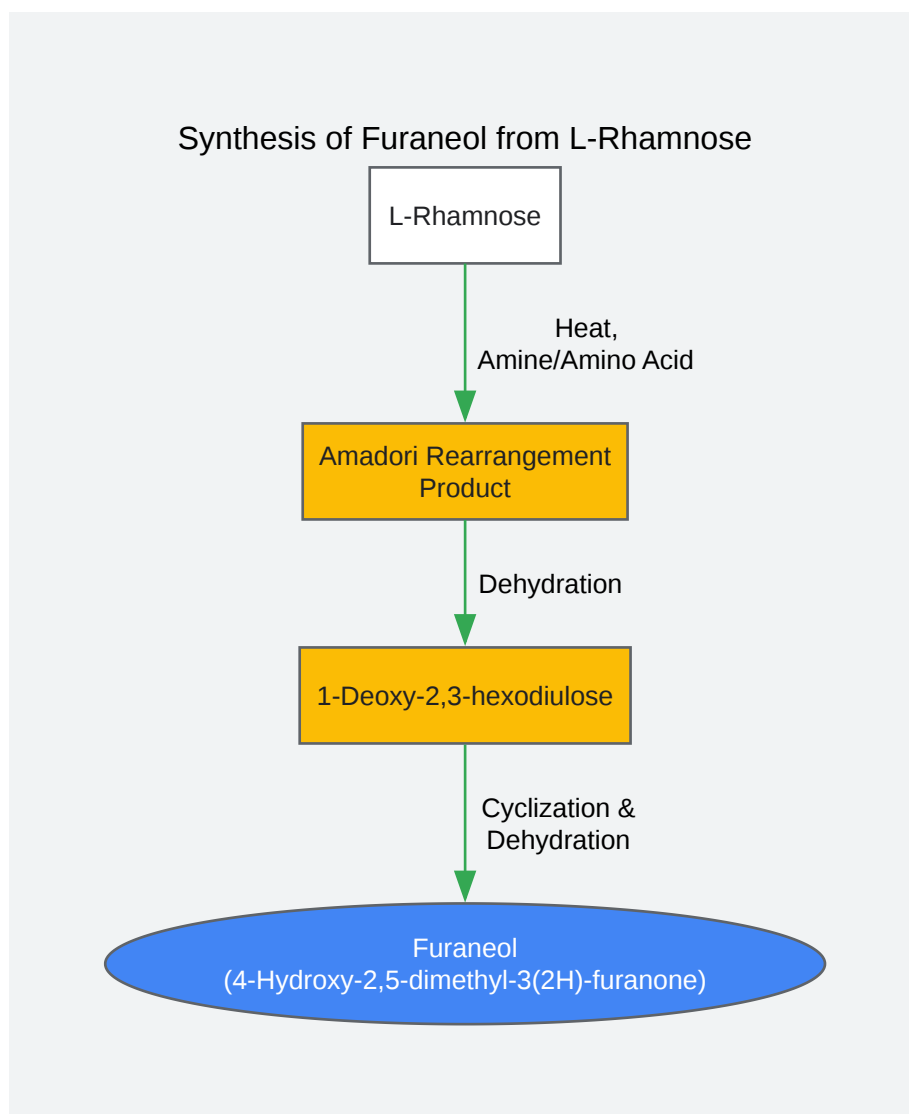 Synthesis of Furaneol from L-Rhamnose
L-Rhamnose
Heat,
Amine/Amino Acid
Amadori Rearrangement
Product
Dehydration
1-Deoxy-2,3-hexodiulose
Cyclization &
Dehydration
Furaneol
(4-Hydroxy-2,5-dimethyl-3(2H)-furanone)